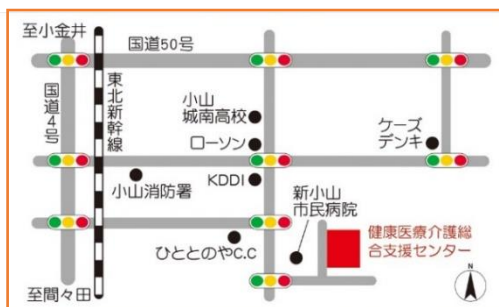 至小金井
国道50号
国道4号
東北新幹線
小山
城南高校
ローソン
ケーズ
デンキ
小山消防署
KDDI
新小山
市民病院
健康医療介護総
合支援センター
ひととのやC.C
至間々田
N